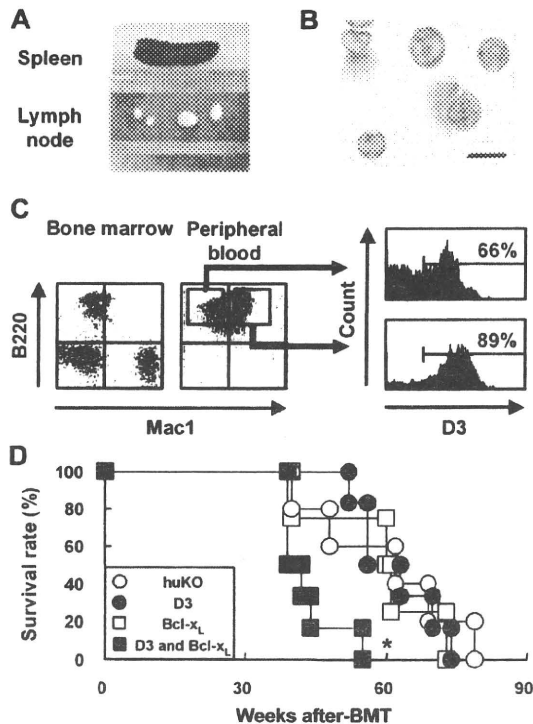 A
Spleen
Lymph
node
B
C
Bone marrow
Peripheral
blood
B220
Mac1
Count
66%
89%
D3
D
Survival rate (%)
100
80
60
40
20
0
huKO
D3
Bcl-xL
D3 and Bcl-xL
*
0
30
60
90
Weeks after-BMT